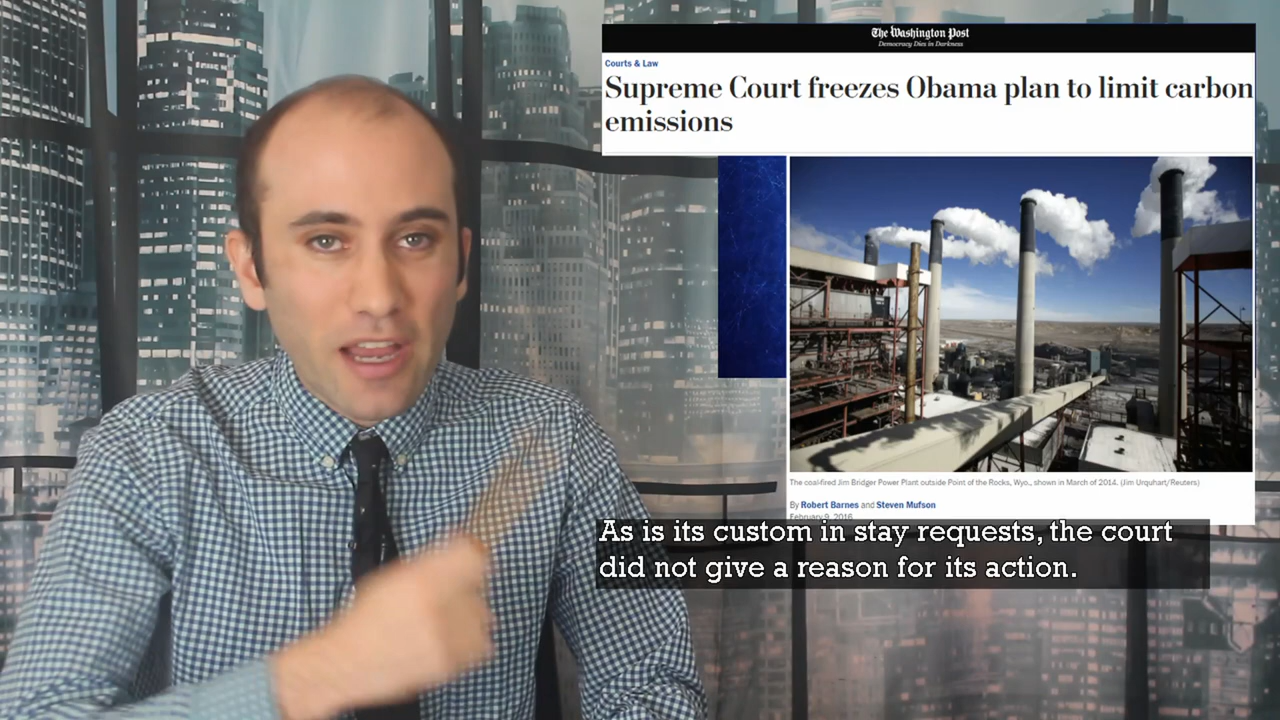 The Washington Post
Democracy Dies in Darkness
Courts & Law
Supreme Court freezes Obama plan to limit carbon
emissions
The coal-fired Jim Bridger Power Plant outside Point of the Rocks, Wyo., shown in March of 2014. (Jim Urquhart/Reuters)
By Robert Barnes and Steven Mufson
February 9, 2016
As is its custom in stay requests, the court
did not give a reason for its action.